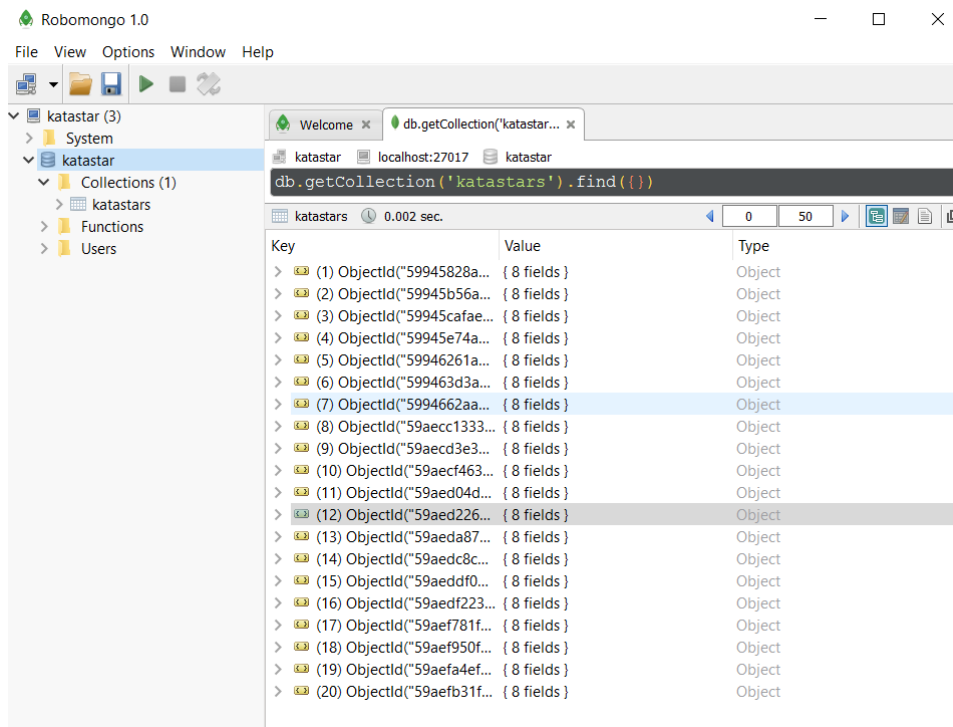 Robomongo 1.0
File View Options Window Help
katastar (3)
System
katastar
Collections (1)
katastars
Functions
Users
Welcome
db.getCollection('katastar...
katastar localhost:27017 katastar
db.getCollection('katastars').find({})
katastars 0.002 sec. 0 50
Key Value Type
(1) ObjectId("59945828a... { 8 fields } Object
(2) ObjectId("59945b56a... { 8 fields } Object
(3) ObjectId("59945cafae... { 8 fields } Object
(4) ObjectId("59945e74a... { 8 fields } Object
(5) ObjectId("59946261a... { 8 fields } Object
(6) ObjectId("599463d3a... { 8 fields } Object
(7) ObjectId("5994662aa... { 8 fields } Object
(8) ObjectId("59aecc1333... { 8 fields } Object
(9) ObjectId("59aecd3e3... { 8 fields } Object
(10) ObjectId("59aecf463... { 8 fields } Object
(11) ObjectId("59aed04d... { 8 fields } Object
(12) ObjectId("59aed226... { 8 fields } Object
(13) ObjectId("59aeda87... { 8 fields } Object
(14) ObjectId("59aedc8c... { 8 fields } Object
(15) ObjectId("59aeddf0... { 8 fields } Object
(16) ObjectId("59aedf223... { 8 fields } Object
(17) ObjectId("59aef781f... { 8 fields } Object
(18) ObjectId("59aef950f... { 8 fields } Object
(19) ObjectId("59aefa4ef... { 8 fields } Object
(20) ObjectId("59aefb31f... { 8 fields } Object